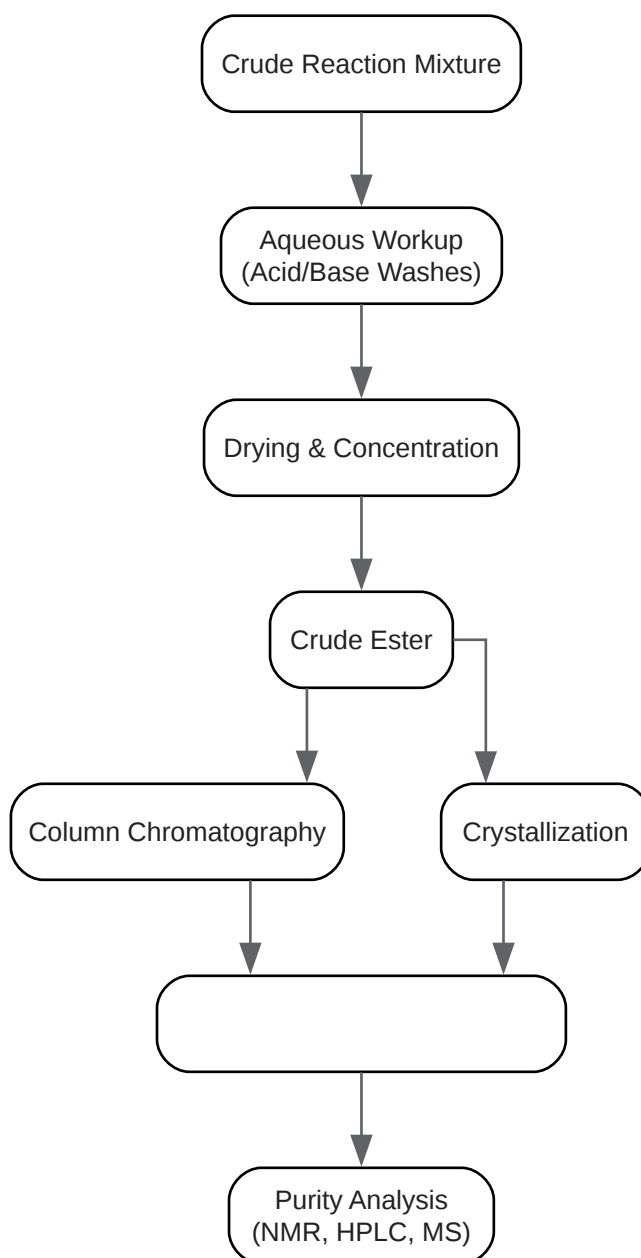 Crude Reaction Mixture
Aqueous Workup
(Acid/Base Washes)
Drying & Concentration
Crude Ester
Column Chromatography
Crystallization
Purity Analysis
(NMR, HPLC, MS)